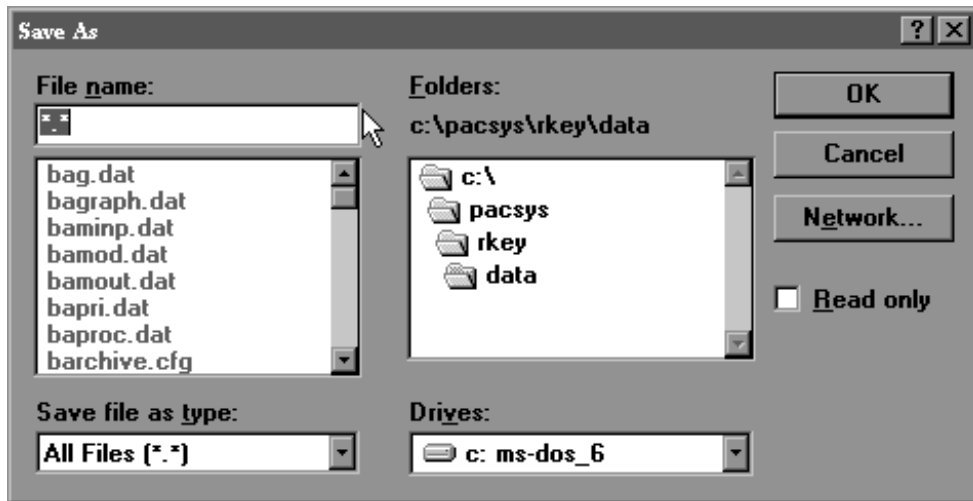 Save As
File name:
*.*
bag.dat
bagraph.dat
baminp.dat
bamod.dat
bamout.dat
bapri.dat
baproc.dat
barchive.cfg
Save file as type:
All Files (*.*)
Folders:
c:\pacsys\rkey\data
c:\
pacsys
rkey
data
Drives:
c: ms-dos_6
OK
Cancel
Network...
Read only